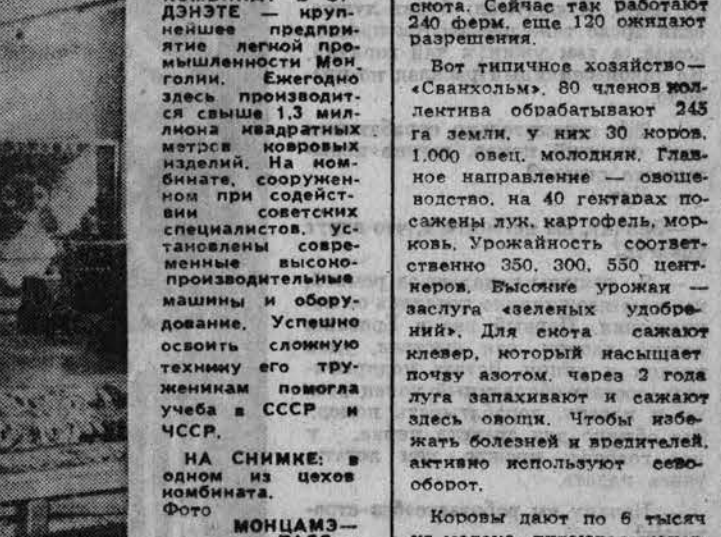 ДЭНЭТЕ — круп-
нейшее предпри-
ятие легкой про-
мышленности Мон-
голии. Ежегодно
здесь производит-
ся свыше 1,3 мил-
лиона квадратных
метров ковровых
изделий. На ком-
бинате, сооружен-
ном при содейст-
вии советских
специалистов, ус-
тановлены совре-
менные высоко-
производительные
машины и обору-
дование. Успешно
освоить сложную
технику его тру-
женикам помогла
учеба в СССР и
ЧССР.
НА СНИМКЕ: в
одном из цехов
комбината.
Фото
МОНЦАМЭ—
скота. Сейчас так работают
240 ферм, еще 120 ожидают
разрешения.
Вот типичное хозяйство—
«Сванхольм». 80 членов кол-
лектива обрабатывают 245
га земли, у них 30 коров,
1.000 овец, молодняк. Глав-
ное направление — овоще-
водство, на 40 гектарах по-
сажены лук, картофель, мор-
ковь. Урожайность соответ-
ственно 350, 300, 550 цент-
неров. Высокие урожаи —
заслуга «зеленых удобре-
ний». Для скота сажают
клевер, который насыщает
почву азотом, через 2 года
луга запахивают и сажают
здесь овощи. Чтобы избе-
жать болезней и вредителей,
активно используют сево-
оборот.
Коровы дают по 6 тысяч